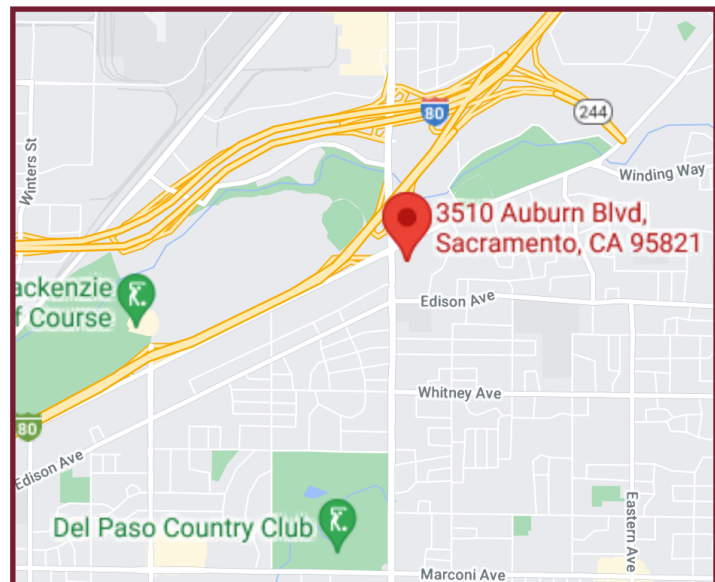 80
244
Winters St
Winding Way
3510 Auburn Blvd,
Sacramento, CA 95821
ackenzie
f Course
Edison Ave
Whitney Ave
80
Edison Ave
Del Paso Country Club
Eastern Ave
Marconi Ave